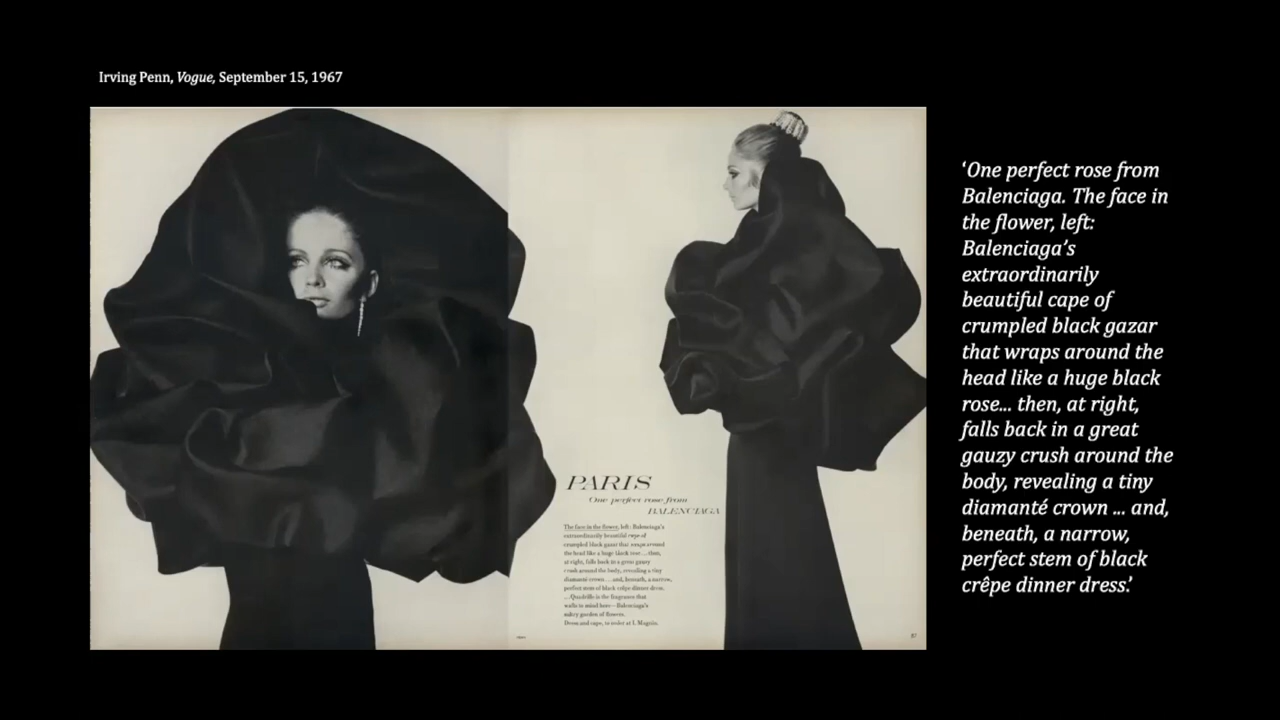 Irving Penn, Vogue, September 15, 1967
PARIS
One perfect rose from
BALENCIAGA
The face in the flower, left: Balenciaga's
extraordinarily beautiful cape of
crumpled black gazar that wraps around
the head like a huge black rose... then,
at right, falls back in a great gauzy
crush around the body, revealing a tiny
diamanté crown ... and, beneath, a narrow,
perfect stem of black crêpe dinner dress.
...Quadrille is the fragrance that
walks to mind here—Balenciaga's
sultry garden of flowers.
Dress and cape, to order at I. Magnin.
87
‘One perfect rose from
Balenciaga. The face in
the flower, left:
Balenciaga’s
extraordinarily
beautiful cape of
crumpled black gazar
that wraps around the
head like a huge black
rose... then, at right,
falls back in a great
gauzy crush around the
body, revealing a tiny
diamanté crown ... and,
beneath, a narrow,
perfect stem of black
crêpe dinner dress.’